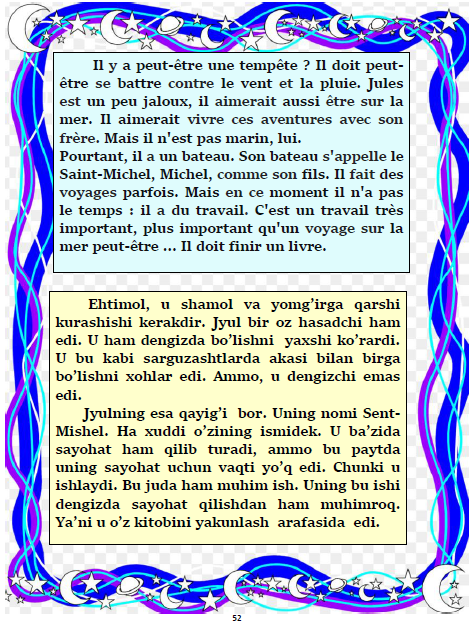 Il y a peut-être une tempête ? Il doit peut-
être se battre contre le vent et la pluie. Jules
est un peu jaloux, il aimerait aussi être sur la
mer. Il aimerait vivre ces aventures avec son
frère. Mais il n'est pas marin, lui.
Pourtant, il a un bateau. Son bateau s'appelle le
Saint-Michel, Michel, comme son fils. Il fait des
voyages parfois. Mais en ce moment il n'a pas
le temps : il a du travail. C'est un travail très
important, plus important qu'un voyage sur la
mer peut-être ... Il doit finir un livre.
Ehtimol, u shamol va yomg’irga qarshi
kurashishi kerakdir. Jyul bir oz hasadchi ham
edi. U ham dengizda bo’lishni yaxshi ko’rardi.
U bu kabi sarguzashtlarda akasi bilan birga
bo’lishni xohlar edi. Ammo, u dengizchi emas
edi.
Jyulning esa qayig’i bor. Uning nomi Sent-
Mishel. Ha xuddi o’zining ismidek. U ba’zida
sayohat ham qilib turadi, ammo bu paytda
uning sayohat uchun vaqti yo’q edi. Chunki u
ishlaydi. Bu juda ham muhim ish. Uning bu ishi
dengizda sayohat qilishdan ham muhimroq.
Ya’ni u o’z kitobini yakunlash arafasida edi.
52